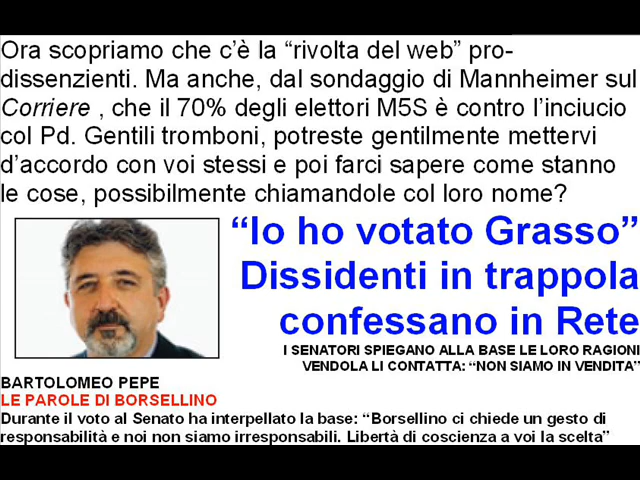 Ora scopriamo che c’è la “rivolta del web” pro-
dissenzienti. Ma anche, dal sondaggio di Mannheimer sul
Corriere , che il 70% degli elettori M5S è contro l’inciucio
col Pd. Gentili tromboni, potreste gentilmente mettervi
d’accordo con voi stessi e poi farci sapere come stanno
le cose, possibilmente chiamandole col loro nome?
“Io ho votato Grasso”
Dissidenti in trappola
confessano in Rete
I SENATORI SPIEGANO ALLA BASE LE LORO RAGIONI
VENDOLA LI CONTATTA: “NON SIAMO IN VENDITA”
BARTOLOMEO PEPE
LE PAROLE DI BORSELLINO
Durante il voto al Senato ha interpellato la base: “Borsellino ci chiede un gesto di
responsabilità e noi non siamo irresponsabili. Libertà di coscienza a voi la scelta”